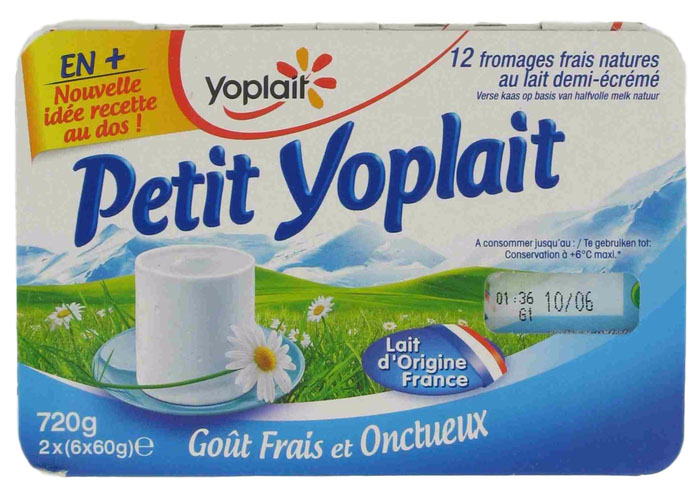 EN +
Nouvelle
idée recette
au dos !
Yoplait
12 fromages frais natures
au lait demi-écrémé
Verse kaas op basis van halfvolle melk natuur
Petit Yoplait
A consommer jusqu'au : / Te gebruiken tot:
Conservation à +6°C maxi.*
01:36 10/06
G1
Lait
d'Origine
France
720g
2x(6x60g)e
Goût Frais et Onctueux